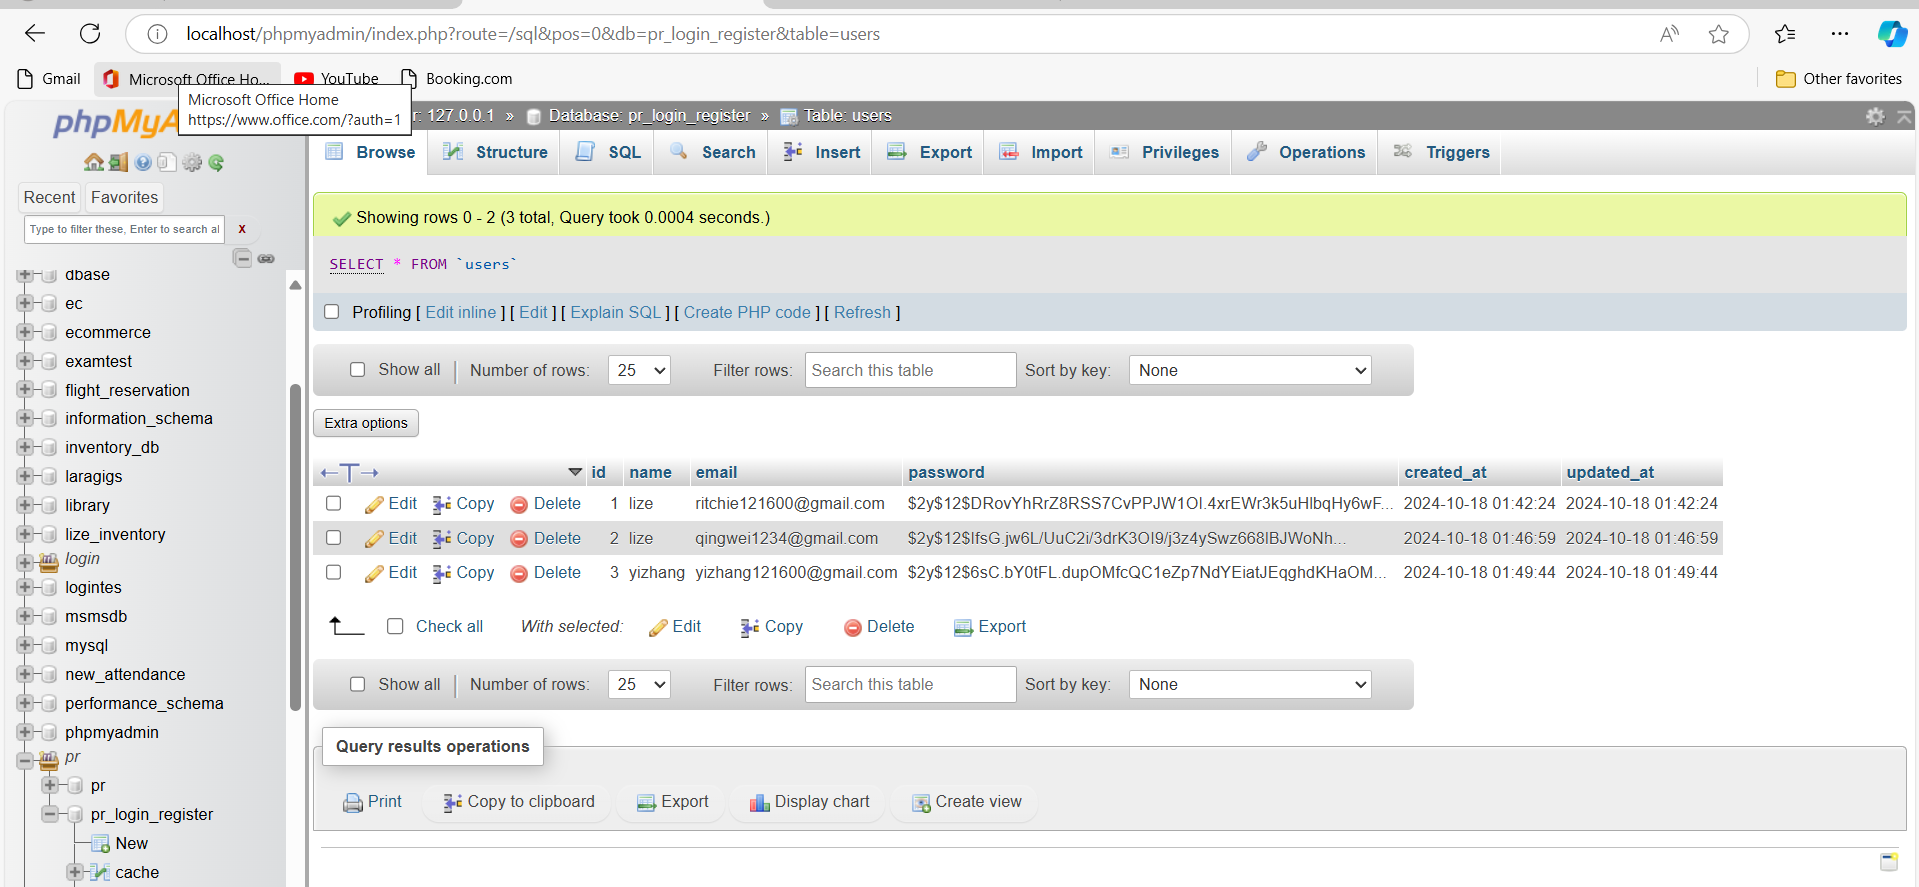 localhost/phpmyadmin/index.php?route=/sql&pos=0&db=pr_login_register&table=users
Gmail
Microsoft Office Ho...
YouTube
Booking.com
Other favorites
Microsoft Office Home
https://www.office.com/?auth=1
phpMyA
r: 127.0.0.1 » Database: pr_login_register » Table: users
Browse Structure SQL Search Insert Export Import Privileges Operations Triggers
Recent Favorites
Type to filter these, Enter to search al X
dbase
ec
ecommerce
examtest
flight_reservation
information_schema
inventory_db
laragigs
library
lize_inventory
login
logintes
msmsdb
mysql
new_attendance
performance_schema
phpmyadmin
pr
pr
pr_login_register
New
cache
Showing rows 0 - 2 (3 total, Query took 0.0004 seconds.)
SELECT * FROM `users`
Profiling [ Edit inline ] [ Edit ] [ Explain SQL ] [ Create PHP code ] [ Refresh ]
Show all | Number of rows: 25 Filter rows: Search this table Sort by key: None
Extra options
←T→ id name email password created_at updated_at
Edit Copy Delete 1 lize ritchie121600@gmail.com $2y$12$DRovYhRrZ8RSS7CvPPJW1OI.4xrEWr3k5uHlbqHy6wF... 2024-10-18 01:42:24 2024-10-18 01:42:24
Edit Copy Delete 2 lize qingwei1234@gmail.com $2y$12$IfsG.jw6L/UuC2i/3drK3OI9/j3z4ySwz668IBJWoNh... 2024-10-18 01:46:59 2024-10-18 01:46:59
Edit Copy Delete 3 yizhang yizhang121600@gmail.com $2y$12$6sC.bY0tFL.dupOMfcQC1eZp7NdYEiatJEqghdKHaOM... 2024-10-18 01:49:44 2024-10-18 01:49:44
Check all With selected: Edit Copy Delete Export
Show all | Number of rows: 25 Filter rows: Search this table Sort by key: None
Query results operations
Print Copy to clipboard Export Display chart Create view